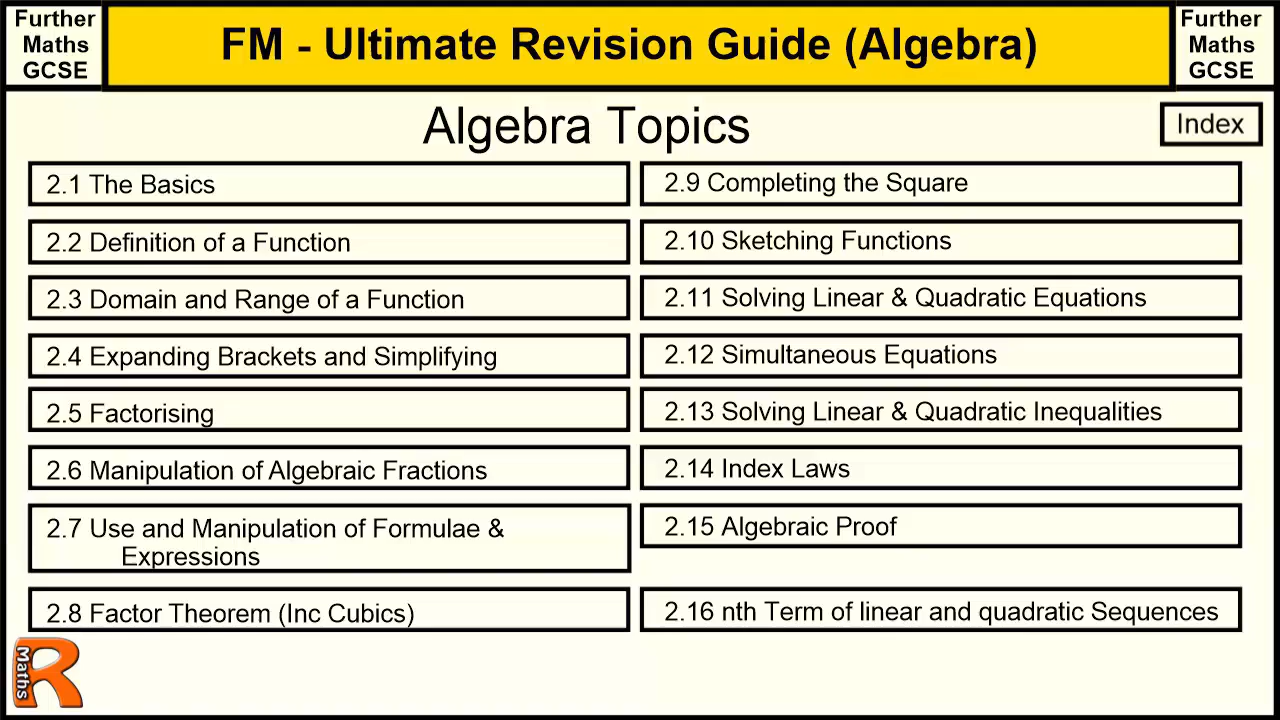 Further
Maths
GCSE
FM - Ultimate Revision Guide (Algebra)
Further
Maths
GCSE
Algebra Topics
Index
2.1 The Basics
2.2 Definition of a Function
2.3 Domain and Range of a Function
2.4 Expanding Brackets and Simplifying
2.5 Factorising
2.6 Manipulation of Algebraic Fractions
2.7 Use and Manipulation of Formulae &
Expressions
2.8 Factor Theorem (Inc Cubics)
2.9 Completing the Square
2.10 Sketching Functions
2.11 Solving Linear & Quadratic Equations
2.12 Simultaneous Equations
2.13 Solving Linear & Quadratic Inequalities
2.14 Index Laws
2.15 Algebraic Proof
2.16 nth Term of linear and quadratic Sequences
R
Maths